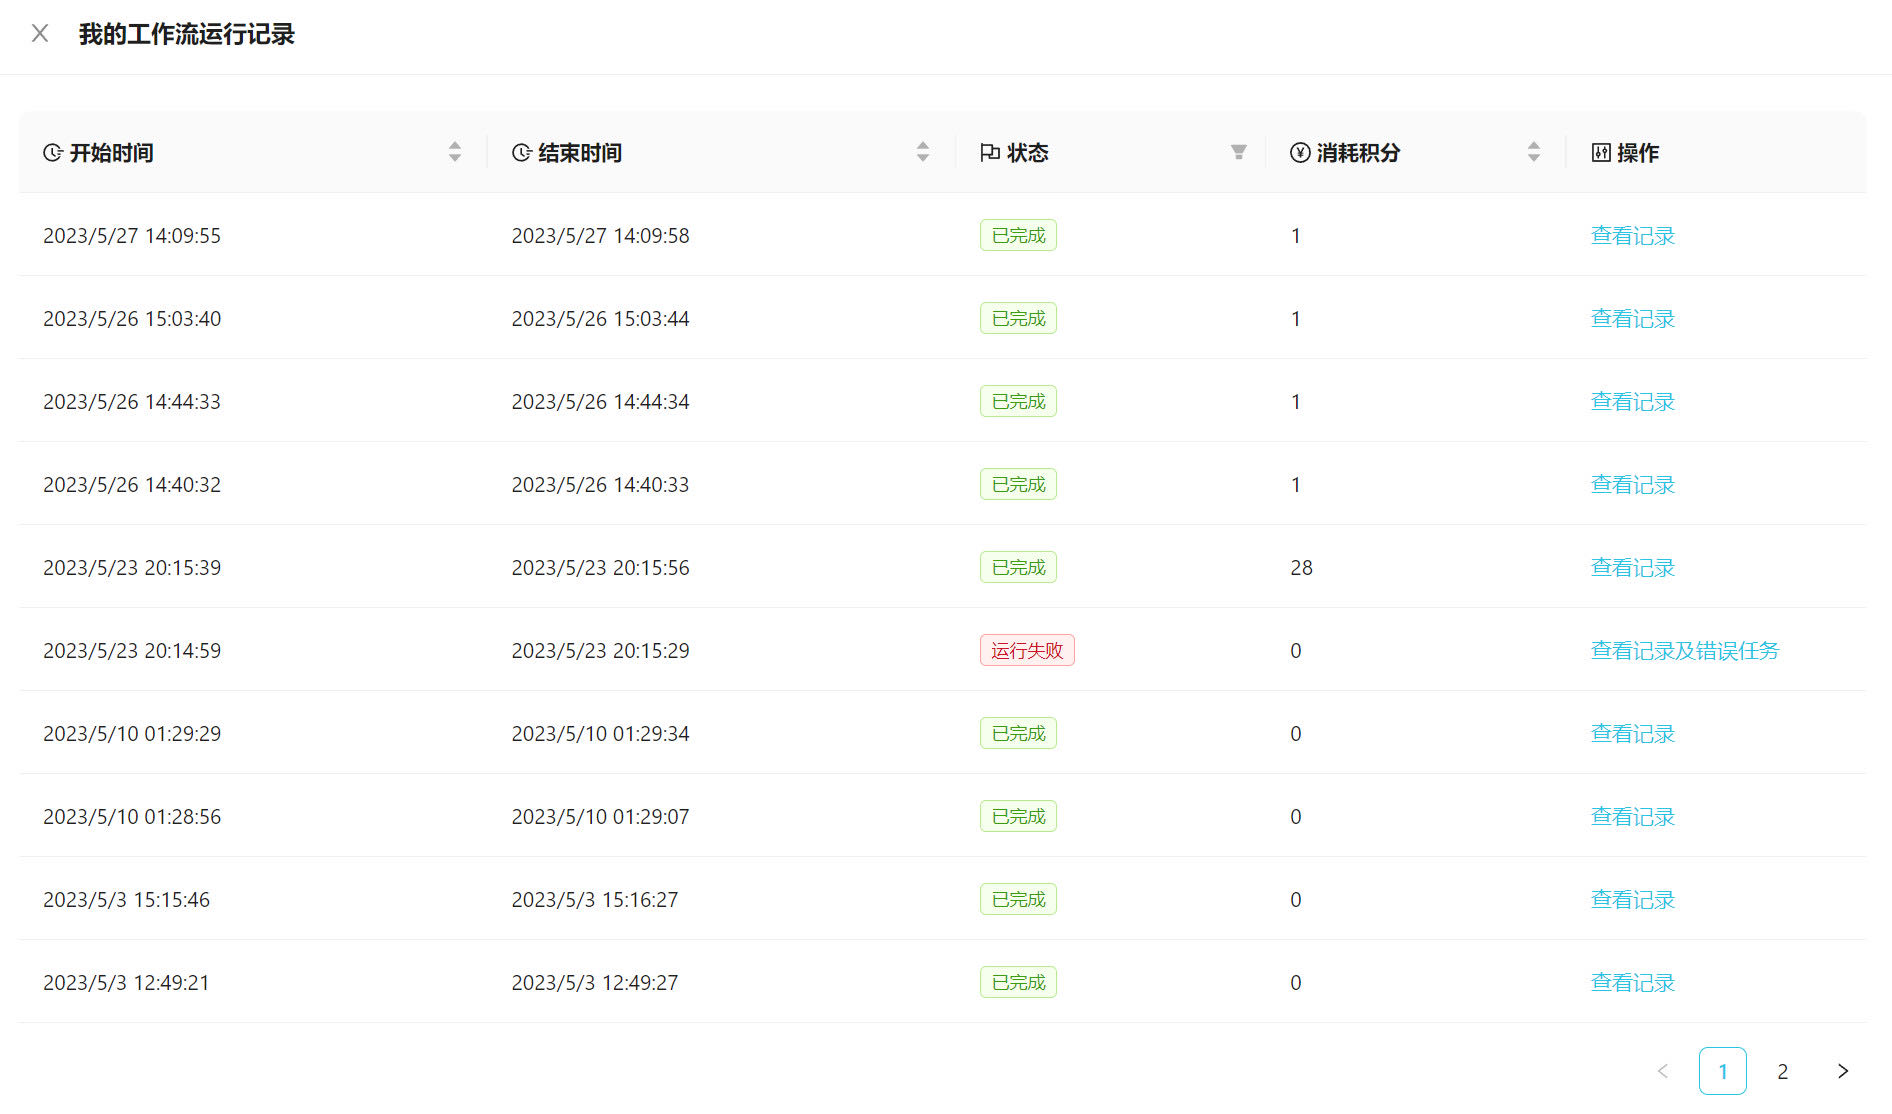 我的工作流运行记录
开始时间 结束时间 状态 消耗积分 操作
2023/5/27 14:09:55 2023/5/27 14:09:58 已完成 1 查看记录
2023/5/26 15:03:40 2023/5/26 15:03:44 已完成 1 查看记录
2023/5/26 14:44:33 2023/5/26 14:44:34 已完成 1 查看记录
2023/5/26 14:40:32 2023/5/26 14:40:33 已完成 1 查看记录
2023/5/23 20:15:39 2023/5/23 20:15:56 已完成 28 查看记录
2023/5/23 20:14:59 2023/5/23 20:15:29 运行失败 0 查看记录及错误任务
2023/5/10 01:29:29 2023/5/10 01:29:34 已完成 0 查看记录
2023/5/10 01:28:56 2023/5/10 01:29:07 已完成 0 查看记录
2023/5/3 15:15:46 2023/5/3 15:16:27 已完成 0 查看记录
2023/5/3 12:49:21 2023/5/3 12:49:27 已完成 0 查看记录
1 2